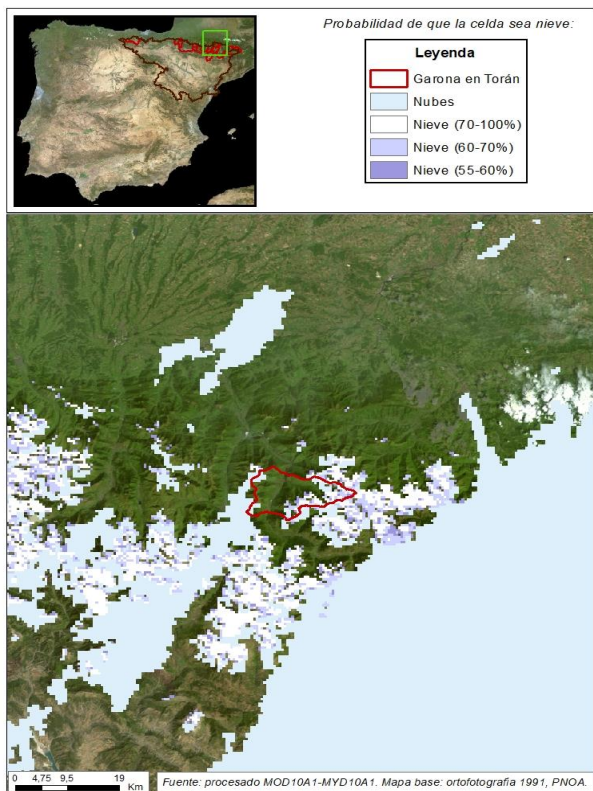 Probabilidad de que la celda sea nieve:
Leyenda
Garona en Torán
Nubes
Nieve (70-100%)
Nieve (60-70%)
Nieve (55-60%)
0 4,75 9,5 19
Km
Fuente: procesado MOD10A1-MYD10A1. Mapa base: ortofotografía 1991, PNOA.